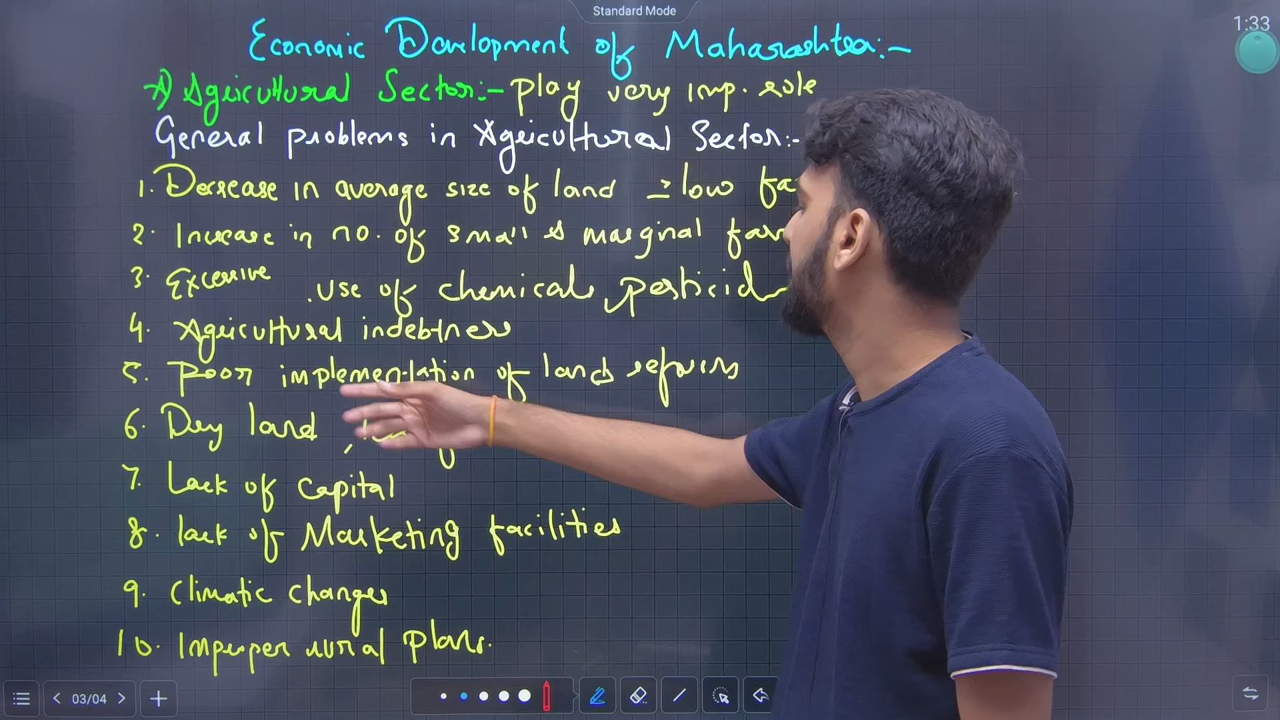 Standard Mode
1:33
Economic Development of Maharashtra:-
A) Agricultural Sector:- play very imp. role
General problems in Agricultural Sector:-
1. Decrease in average size of land = low
2. Increase in no. of small & marginal
3. Excessive use of chemicals,
4. Agricultural indebtness
5. Poor implementation of land
6. Dry land,
7. Lack of Capital
8. lack of Marketing facilities
9. Climatic changes
10. Improper rural plans.
03/04